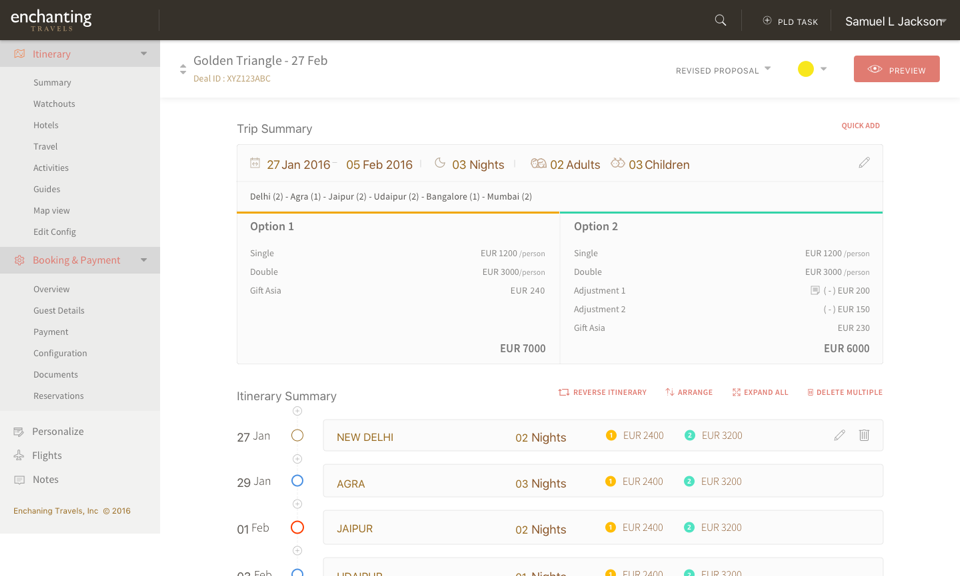 enchanting
TRAVELS
PLD TASK
Samuel L Jackson
Itinerary
Summary
Watchouts
Hotels
Travel
Activities
Guides
Map view
Edit Config
Booking & Payment
Overview
Guest Details
Payment
Configuration
Documents
Reservations
Personalize
Flights
Notes
Enchaning Travels, Inc © 2016
Golden Triangle - 27 Feb
Deal ID : XYZ123ABC
REVISED PROPOSAL
PREVIEW
Trip Summary
QUICK ADD
27 Jan 2016 - 05 Feb 2016 03 Nights 02 Adults 03 Children
Delhi (2) - Agra (1) - Jaipur (2) - Udaipur (2) - Bangalore (1) - Mumbai (2)
Option 1
Single EUR 1200 /person
Double EUR 3000/person
Gift Asia EUR 240
EUR 7000
Option 2
Single EUR 1200 /person
Double EUR 3000 /person
Adjustment 1 ( - ) EUR 200
Adjustment 2 ( - ) EUR 150
Gift Asia EUR 230
EUR 6000
Itinerary Summary
REVERSE ITINERARY ARRANGE EXPAND ALL DELETE MULTIPLE
27 Jan NEW DELHI 02 Nights 1 EUR 2400 2 EUR 3200
29 Jan AGRA 03 Nights 1 EUR 2400 2 EUR 3200
01 Feb JAIPUR 02 Nights 1 EUR 2400 2 EUR 3200
03 Feb UDAIPUR 01 Nights 1 EUR 2400 2 EUR 3200